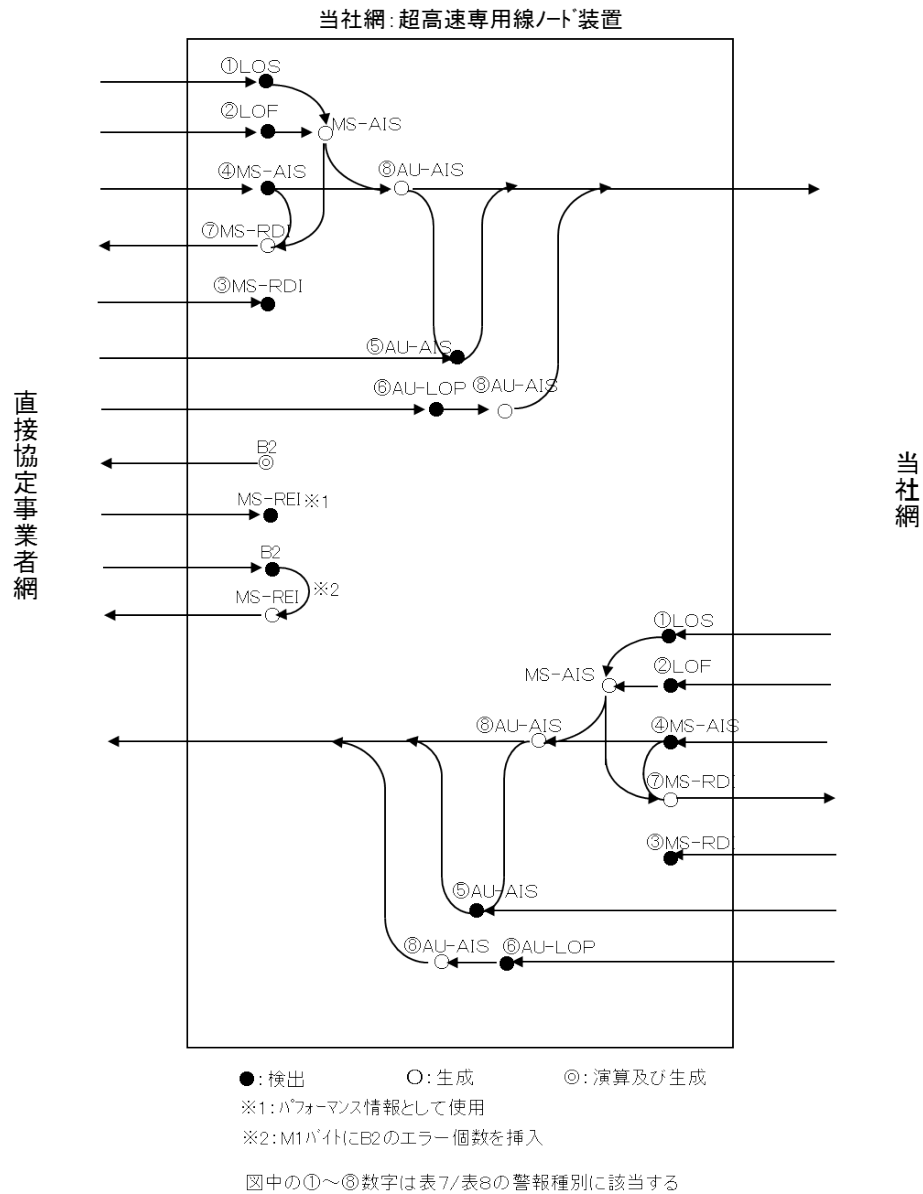 当社網：超高速専用線ﾉｰﾄﾞ装置
①LOS
②LOF
MS-AIS
④MS-AIS
⑧AU-AIS
⑦MS-RDI
③MS-RDI
⑤AU-AIS
⑥AU-LOP
⑧AU-AIS
直接協定事業者網
B2
当社網
MS-REI※1
B2
※2
MS-REI
①LOS
MS-AIS
②LOF
⑧AU-AIS
④MS-AIS
⑦MS-RDI
③MS-RDI
⑤AU-AIS
⑧AU-AIS
⑥AU-LOP
●：検出
○：生成
◎：演算及び生成
※1：ﾊﾟﾌｫｰﾏﾝｽ情報として使用
※2：M1ﾊﾞｲﾄにB2のエラー個数を挿入
図中の①～⑧数字は表7/表8の警報種別に該当する